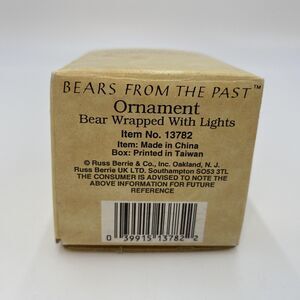 BEARS FROM THE PAST™
Ornament
Bear Wrapped With Lights
Item No. 13782
Item: Made in China
Box: Printed in Taiwan
© Russ Berrie & Co., Inc. Oakland, N. J.
Russ Berrie UK LTD. Southampton SO53 3TL
THE CONSUMER IS ADVISED TO NOTE THE
ABOVE INFORMATION FOR FUTURE
REFERENCE
0 39915 13782 2